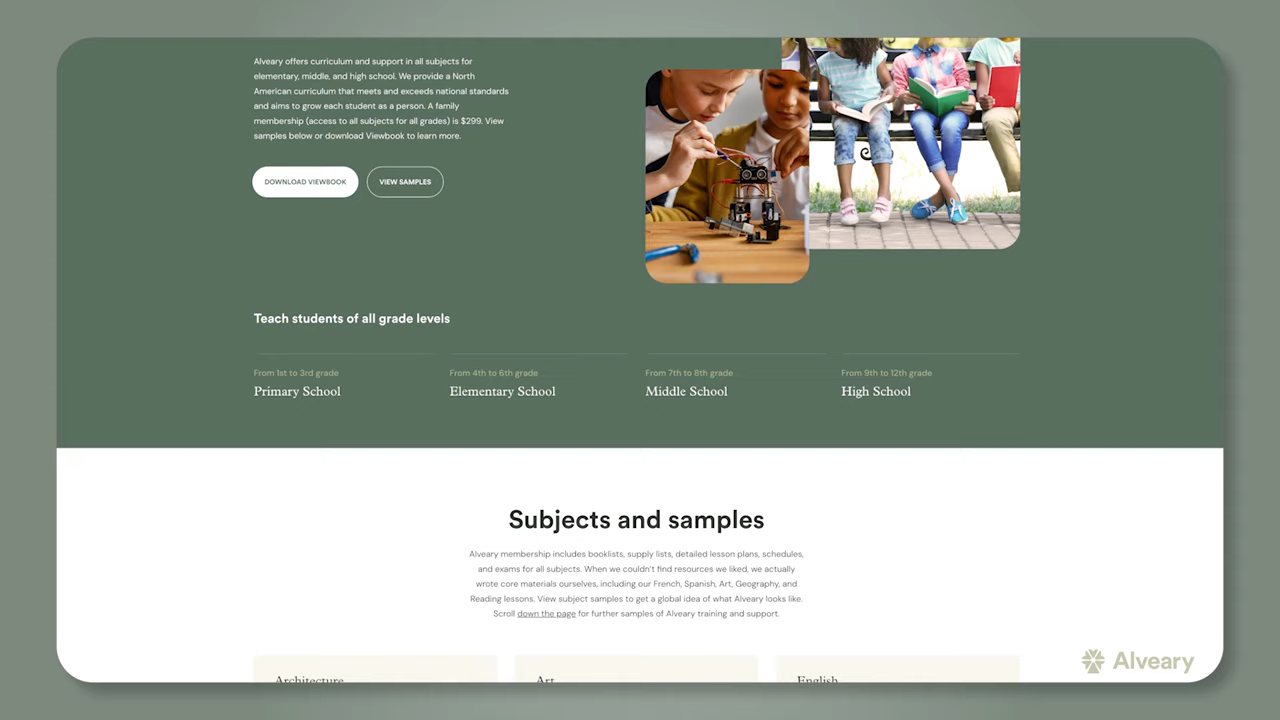 Alveary offers curriculum and support in all subjects for
elementary, middle, and high school. We provide a North
American curriculum that meets and exceeds national standards
and aims to grow each student as a person. A family
membership (access to all subjects for all grades) is $299. View
samples below or download Viewbook to learn more.
DOWNLOAD VIEWBOOK
VIEW SAMPLES
Teach students of all grade levels
From 1st to 3rd grade
Primary School
From 4th to 6th grade
Elementary School
From 7th to 8th grade
Middle School
From 9th to 12th grade
High School
Subjects and samples
Alveary membership includes booklists, supply lists, detailed lesson plans, schedules,
and exams for all subjects. When we couldn't find resources we liked, we actually
wrote core materials ourselves, including our French, Spanish, Art, Geography, and
Reading lessons. View subject samples to get a global idea of what Alveary looks like.
Scroll down the page for further samples of Alveary training and support.
Architecture
Art
English
Alveary